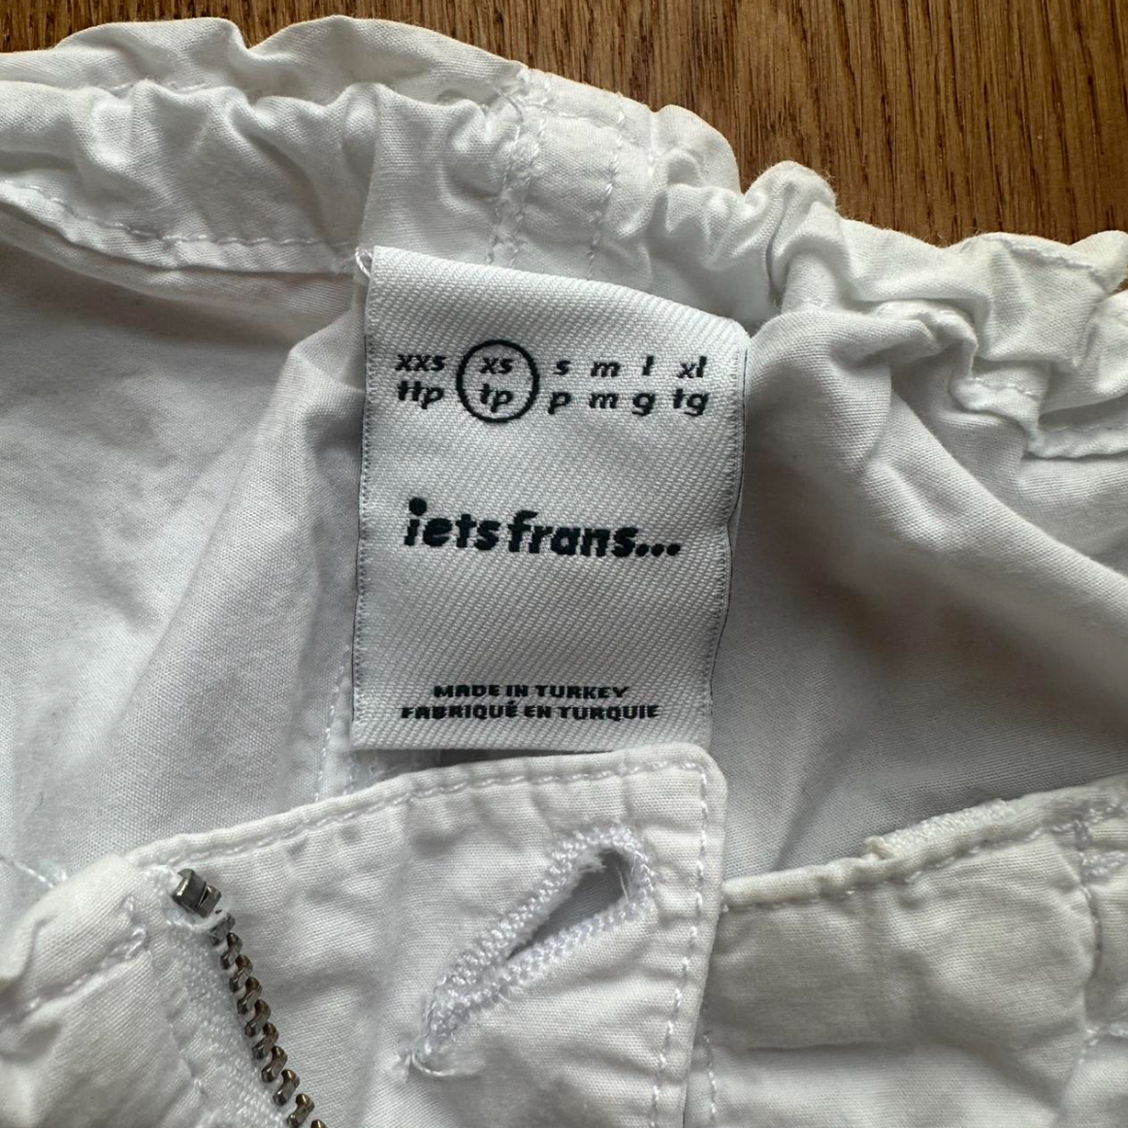 xxs xs s m l xl
ttp tp p m g tg
iets frans...
MADE IN TURKEY
FABRIQUÉ EN TURQUIE